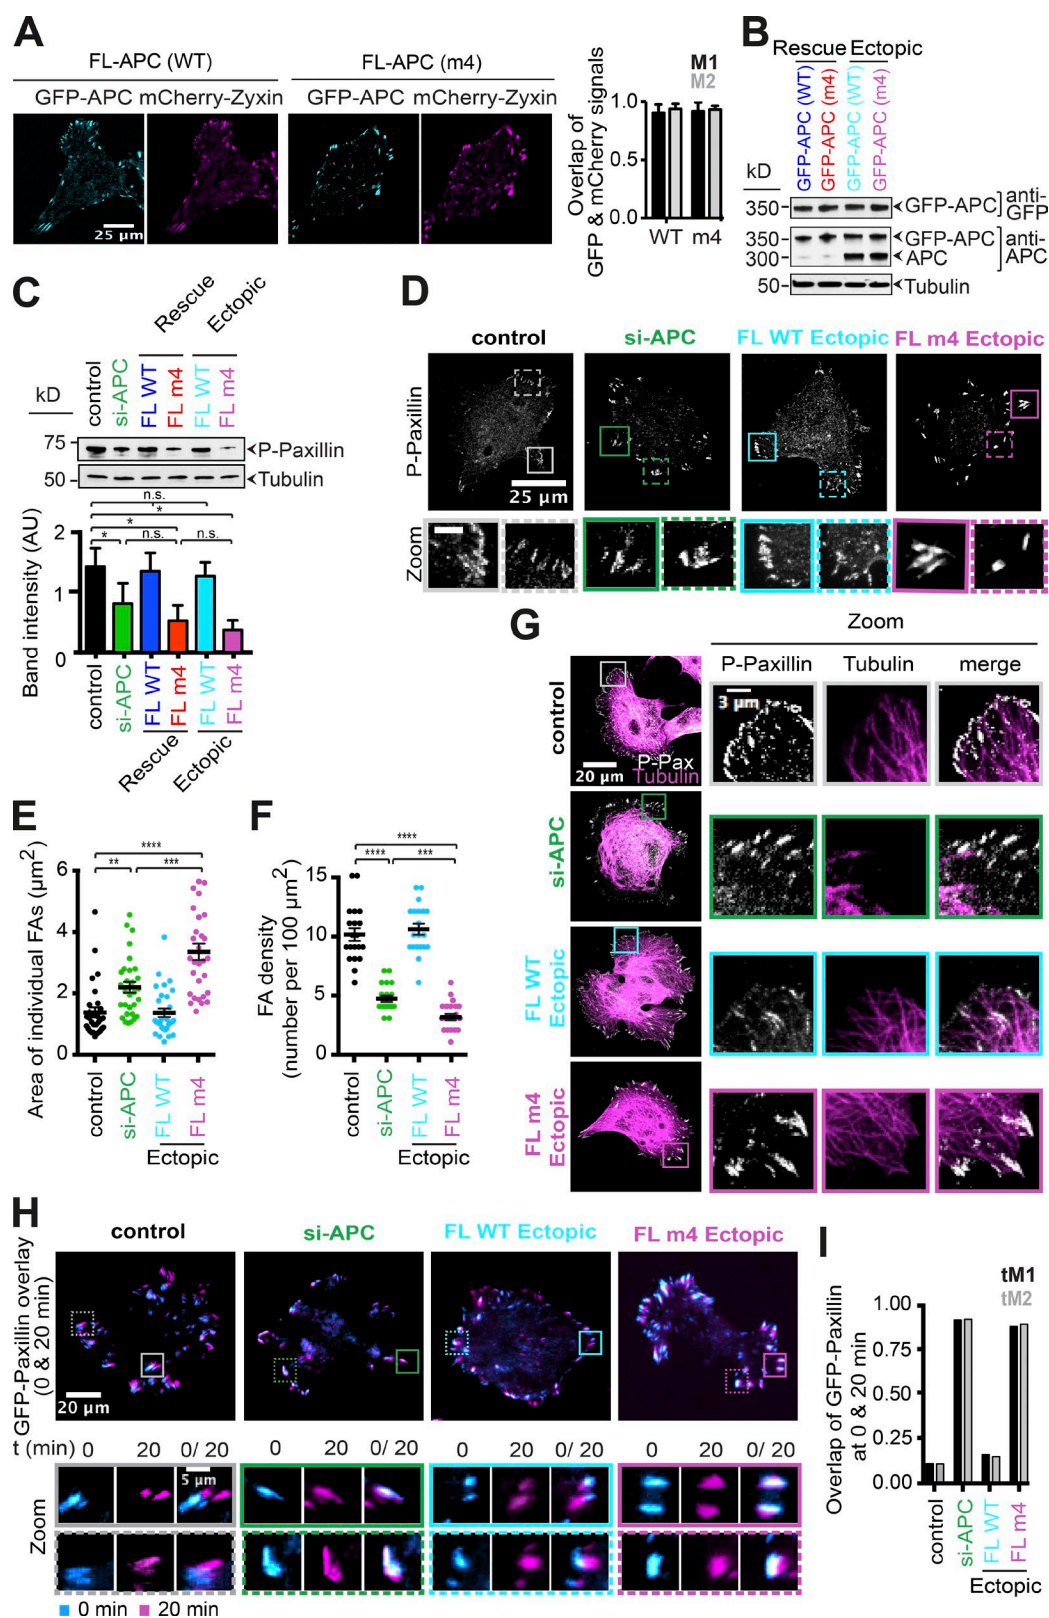 A
FL-APC (WT)
FL-APC (m4)
GFP-APC mCherry-Zyxin
GFP-APC mCherry-Zyxin
25 µm
M1
M2
Overlap of
GFP & mCherry signals
1.0
0.5
0.0
WT m4
B
Rescue Ectopic
GFP-APC (WT)
GFP-APC (m4)
GFP-APC (WT)
GFP-APC (m4)
kD
350
GFP-APC
anti-
GFP
350
GFP-APC
300
APC
anti-
APC
50
Tubulin
C
Rescue
Ectopic
kD
control
si-APC
FL WT
FL m4
FL WT
FL m4
75
P-Paxillin
50
Tubulin
n.s.
*
*
* n.s. n.s.
Band intensity (AU)
2
1
0
control
si-APC
FL WT
FL m4
FL WT
FL m4
Rescue
Ectopic
D
control
si-APC
FL WT Ectopic
FL m4 Ectopic
P-Paxillin
25 µm
Zoom
E
****
** ***
Area of individual FAs (µm²)
6
4
2
0
control
si-APC
FL WT
FL m4
Ectopic
F
****
**** ***
FA density
(number per 100 µm²)
15
10
5
0
control
si-APC
FL WT
FL m4
Ectopic
G
Zoom
P-Paxillin
Tubulin
merge
control
P-Pax
Tubulin
20 µm
3 µm
si-APC
FL WT
Ectopic
FL m4
Ectopic
H
control
si-APC
FL WT Ectopic
FL m4 Ectopic
GFP-Paxillin overlay
(0 & 20 min)
20 µm
t (min) 0 20 0/ 20 0 20 0/ 20 0 20 0/ 20 0 20 0/ 20
5 µm
Zoom
0 min 20 min
I
tM1
tM2
Overlap of GFP-Paxillin
at 0 & 20 min
1.00
0.75
0.50
0.25
0.00
control
si-APC
FL WT
FL m4
Ectopic